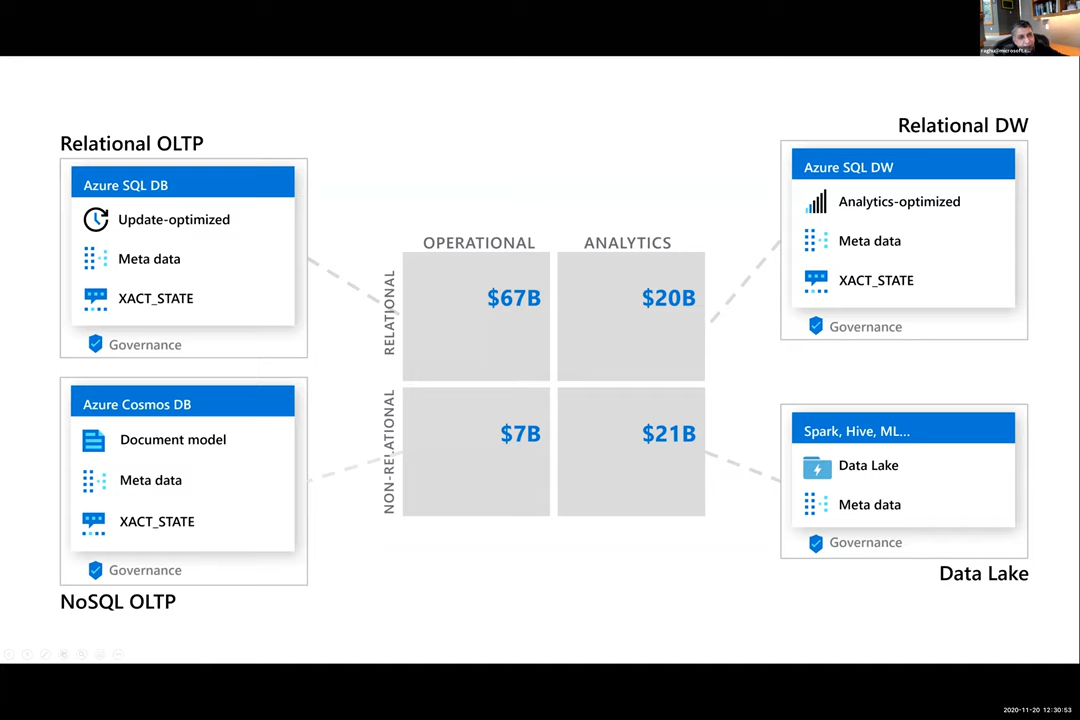 raghu@microsoft.c...
Relational OLTP
Azure SQL DB
Update-optimized
Meta data
XACT_STATE
Governance
Azure Cosmos DB
Document model
Meta data
XACT_STATE
Governance
NoSQL OLTP
OPERATIONAL
ANALYTICS
RELATIONAL
$67B
$20B
NON-RELATIONAL
$7B
$21B
Relational DW
Azure SQL DW
Analytics-optimized
Meta data
XACT_STATE
Governance
Spark, Hive, ML...
Data Lake
Meta data
Governance
Data Lake
2020-11-20 12:30:53